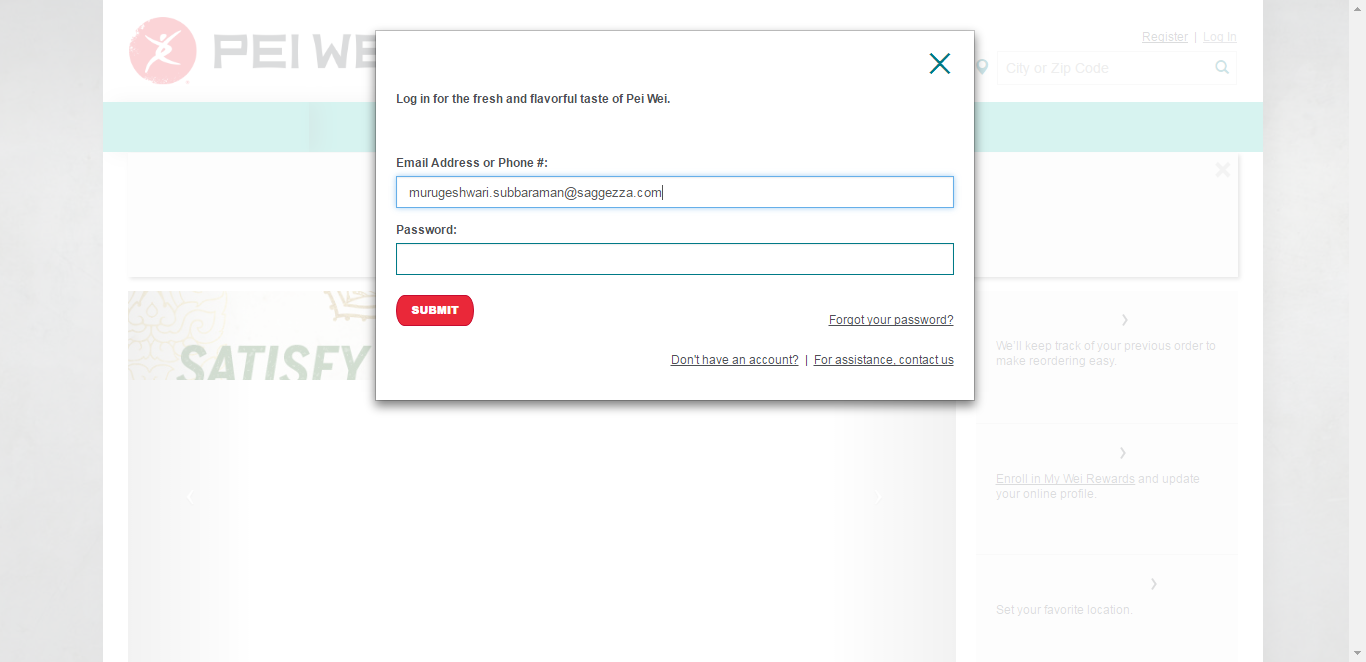 PEI WE
Register | Log In
City or Zip Code
Log in for the fresh and flavorful taste of Pei Wei.
Email Address or Phone #:
murugeshwari.subbaraman@saggezza.com
Password:
SUBMIT
Forgot your password?
Don't have an account? | For assistance, contact us
SATISFY
We'll keep track of your previous order to
make reordering easy.
Enroll in My Wei Rewards and update
your online profile.
Set your favorite location.